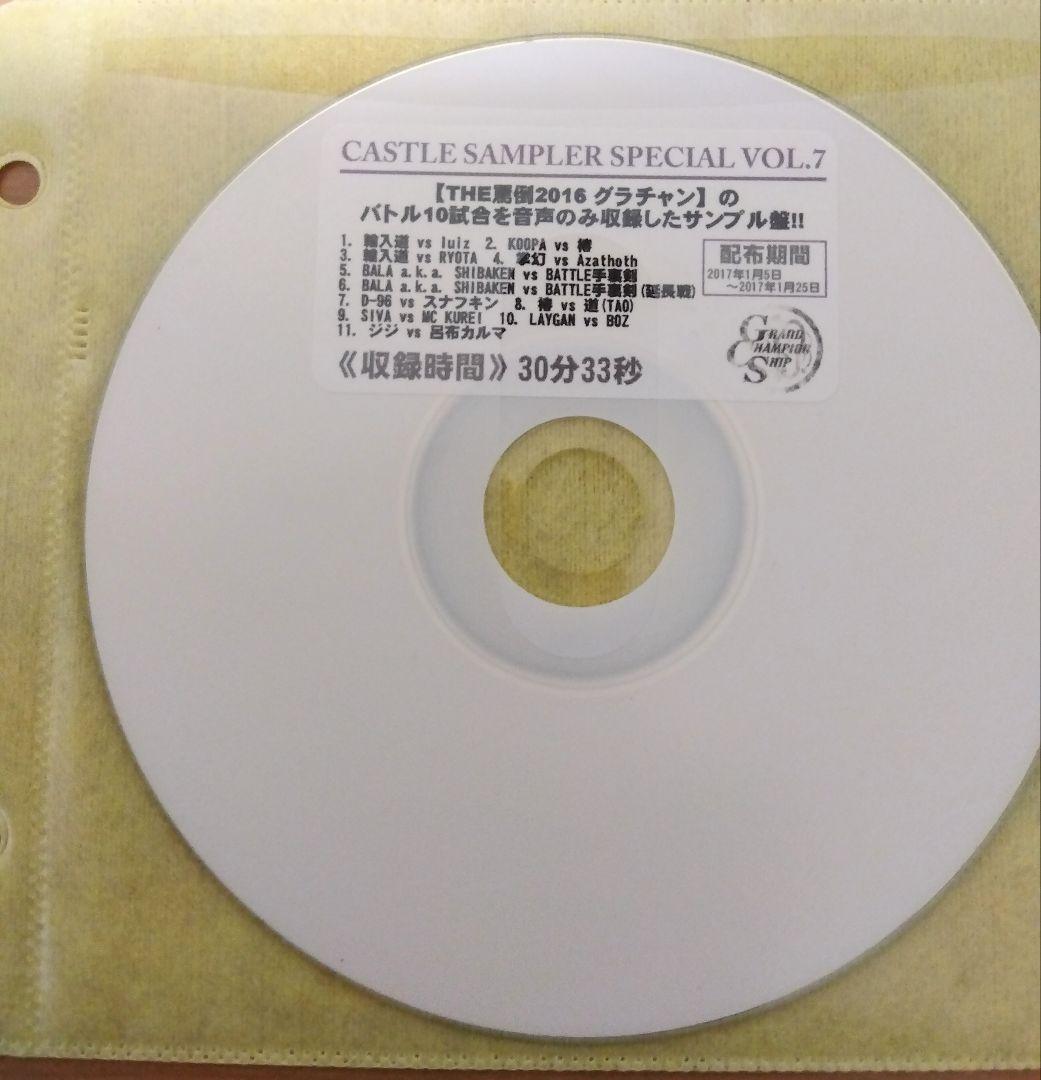 CASTLE SAMPLER SPECIAL VOL.7
【THE罵倒2016 グラチャン】の
バトル10試合を音声のみ収録したサンプル盤!!
1. 輸入道 vs luiz 2. KOOPA vs 椿
3. 輸入道 vs RYOTA 4. 掌幻 vs Azathoth
5. BALA a.k.a. SHIBAKEN vs BATTLE手裏剣
6. BALA a.k.a. SHIBAKEN vs BATTLE手裏剣(延長戦)
7. D-96 vs スナフキン 8. 椿 vs 道(TAO)
9. SIVA vs MC KUREI 10. LAYGAN vs BOZ
11. ジジ vs 呂布カルマ
配布期間
2017年1月5日
～2017年1月25日
《収録時間》30分33秒
GRAND
CHAMPION
SHIP